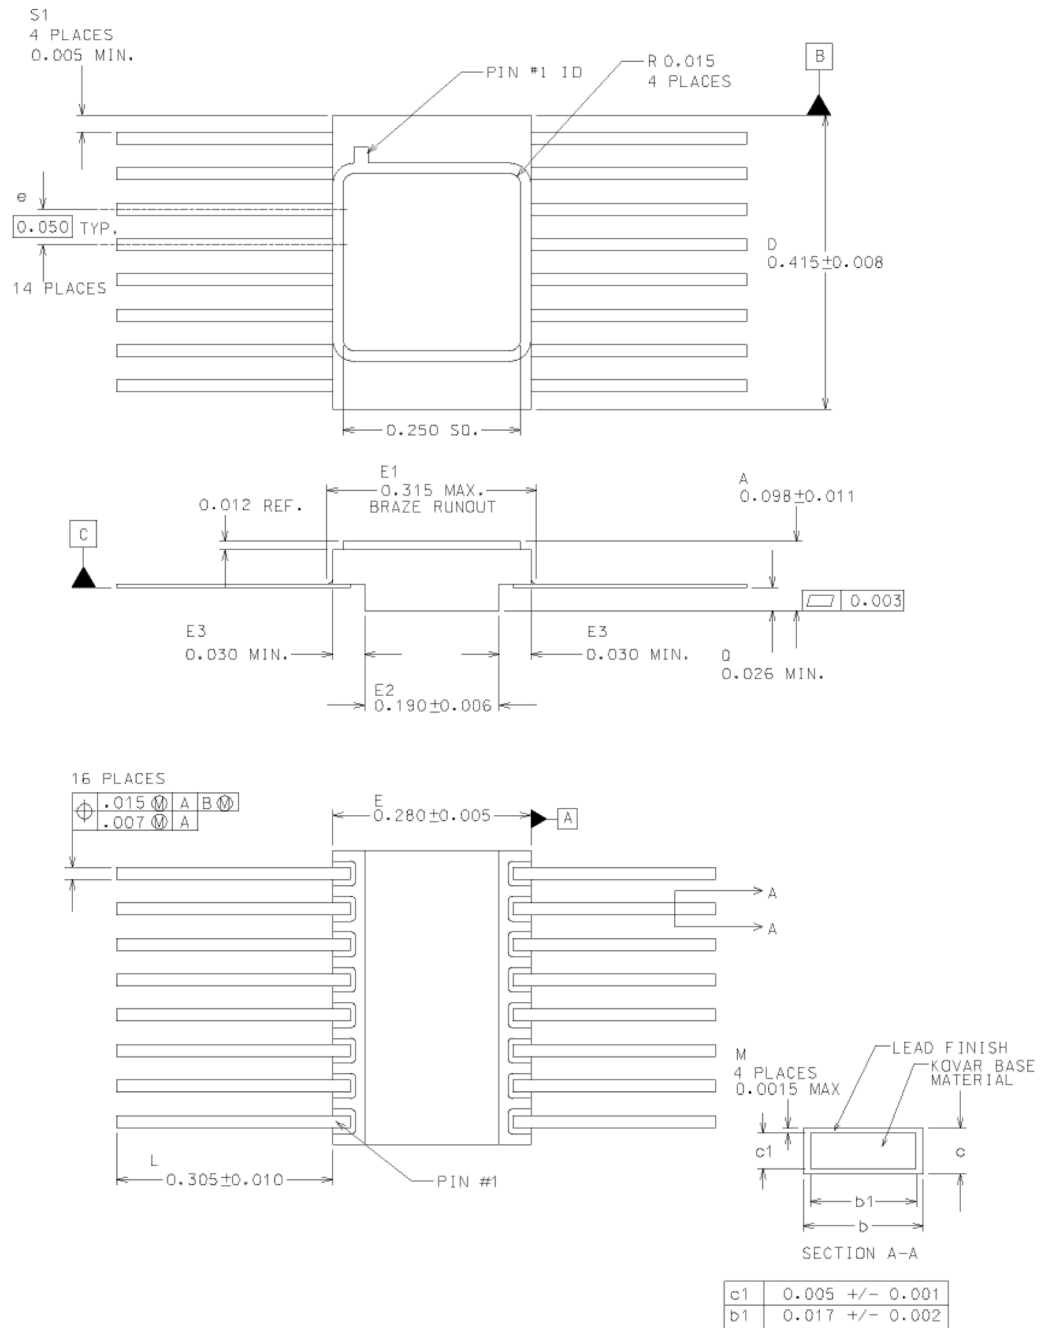 S1
4 PLACES
0.005 MIN.
PIN #1 ID
R 0.015
4 PLACES
B
e
0.050 TYP.
14 PLACES
D
0.415±0.008
0.250 SQ.
E1
0.315 MAX.
BRAZE RUNOUT
0.012 REF.
A
0.098±0.011
C
0.003
E3
0.030 MIN.
E3
0.030 MIN.
Q
0.026 MIN.
E2
0.190±0.006
16 PLACES
⌖ .015 Ⓜ A B Ⓜ
.007 Ⓜ A
E
0.280±0.005
A
A
A
L
0.305±0.010
PIN #1
M
4 PLACES
0.0015 MAX
LEAD FINISH
KOVAR BASE
MATERIAL
c1
c
b1
b
SECTION A-A
c1 0.005 +/- 0.001
b1 0.017 +/- 0.002